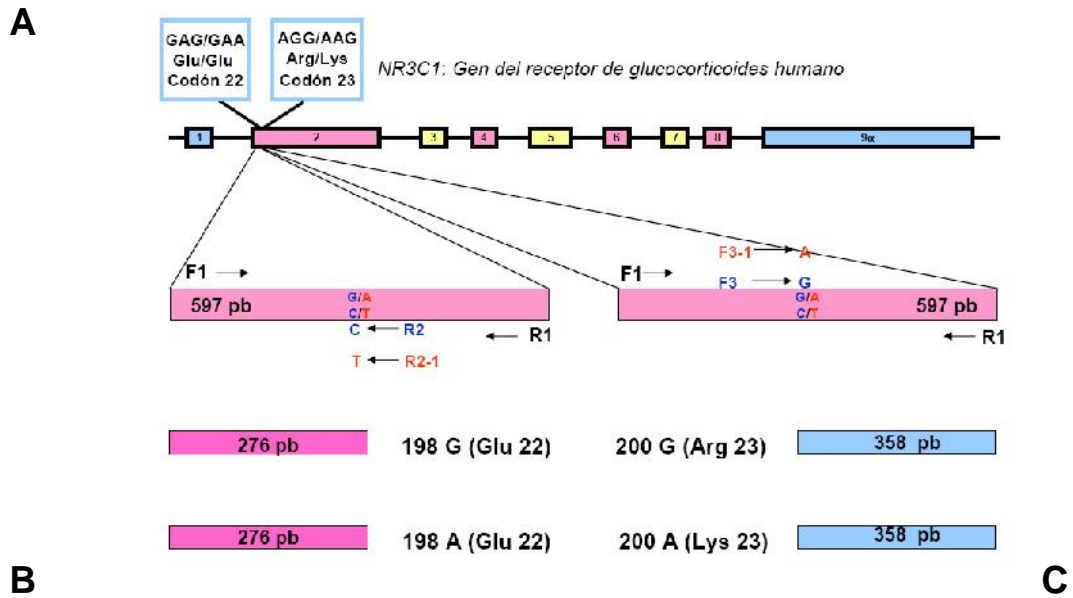 A
GAG/GAA
Glu/Glu
Codón 22
AGG/AAG
Arg/Lys
Codón 23
NR3C1: Gen del receptor de glucocorticoides humano
1 2 3 4 5 6 7 8 9α
F1
597 pb
G/A
C/T
C R2
T R2-1
R1
F3-1 A
F1 F3 G
G/A
C/T
597 pb
R1
276 pb 198 G (Glu 22) 200 G (Arg 23) 358 pb
276 pb 198 A (Glu 22) 200 A (Lys 23) 358 pb
B C